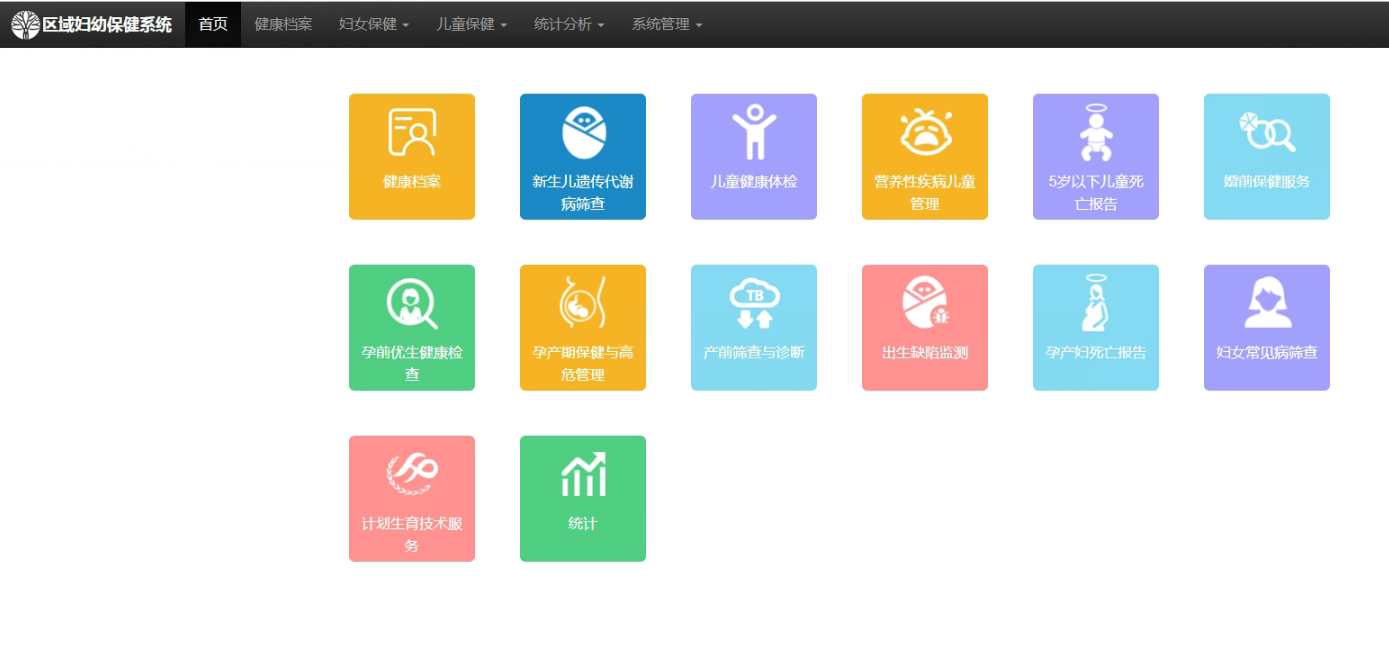 区域妇幼保健系统 首页 健康档案 妇女保健 儿童保健 统计分析 系统管理
健康档案
新生儿遗传代谢
病筛查
儿童健康体检
营养性疾病儿童
管理
5岁以下儿童死
亡报告
婚前保健服务
孕前优生健康检
查
孕产期保健与高
危管理
TB
产前筛查与诊断
出生缺陷监测
孕产妇死亡报告
妇女常见病筛查
计划生育技术服
务
统计